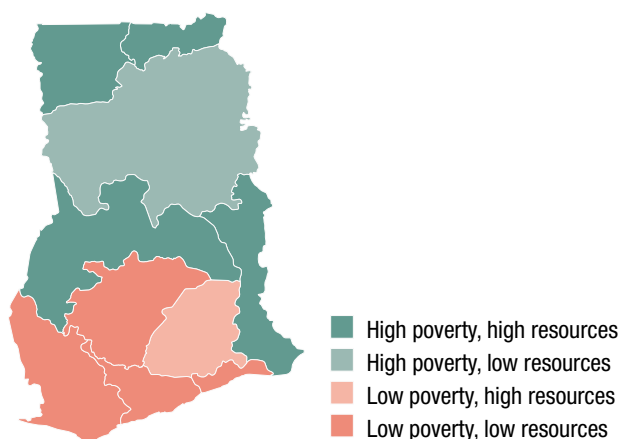 High poverty, high resources
High poverty, low resources
Low poverty, high resources
Low poverty, low resources